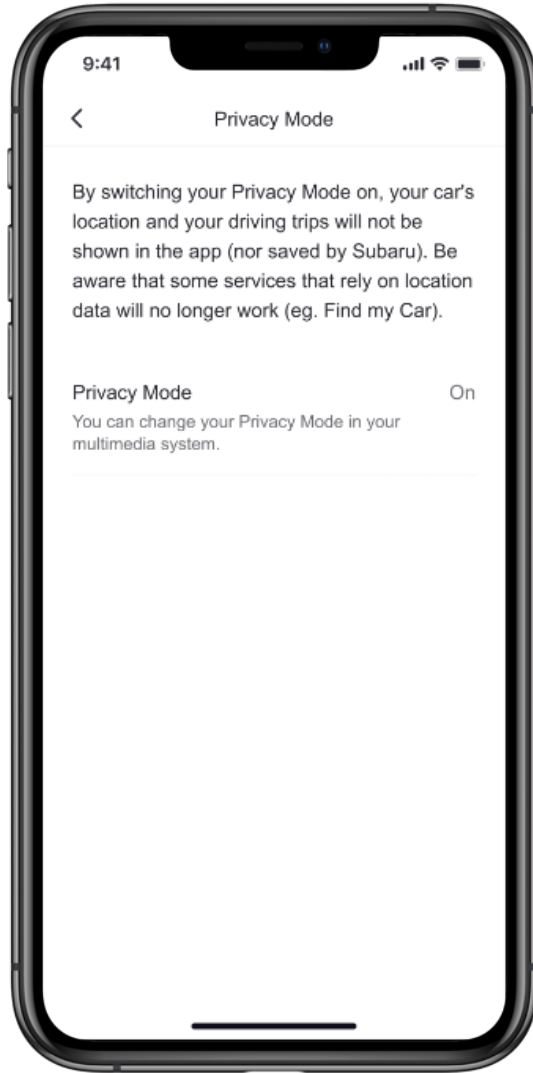 9:41
Privacy Mode
By switching your Privacy Mode on, your car's
location and your driving trips will not be
shown in the app (nor saved by Subaru). Be
aware that some services that rely on location
data will no longer work (eg. Find my Car).
Privacy Mode On
You can change your Privacy Mode in your
multimedia system.